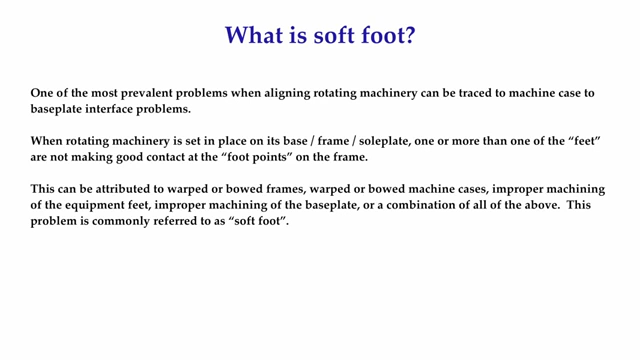 What is soft foot?
One of the most prevalent problems when aligning rotating machinery can be traced to machine case to
baseplate interface problems.
When rotating machinery is set in place on its base / frame / soleplate, one or more than one of the “feet”
are not making good contact at the “foot points” on the frame.
This can be attributed to warped or bowed frames, warped or bowed machine cases, improper machining
of the equipment feet, improper machining of the baseplate, or a combination of all of the above.  This
problem is commonly referred to as “soft foot”.